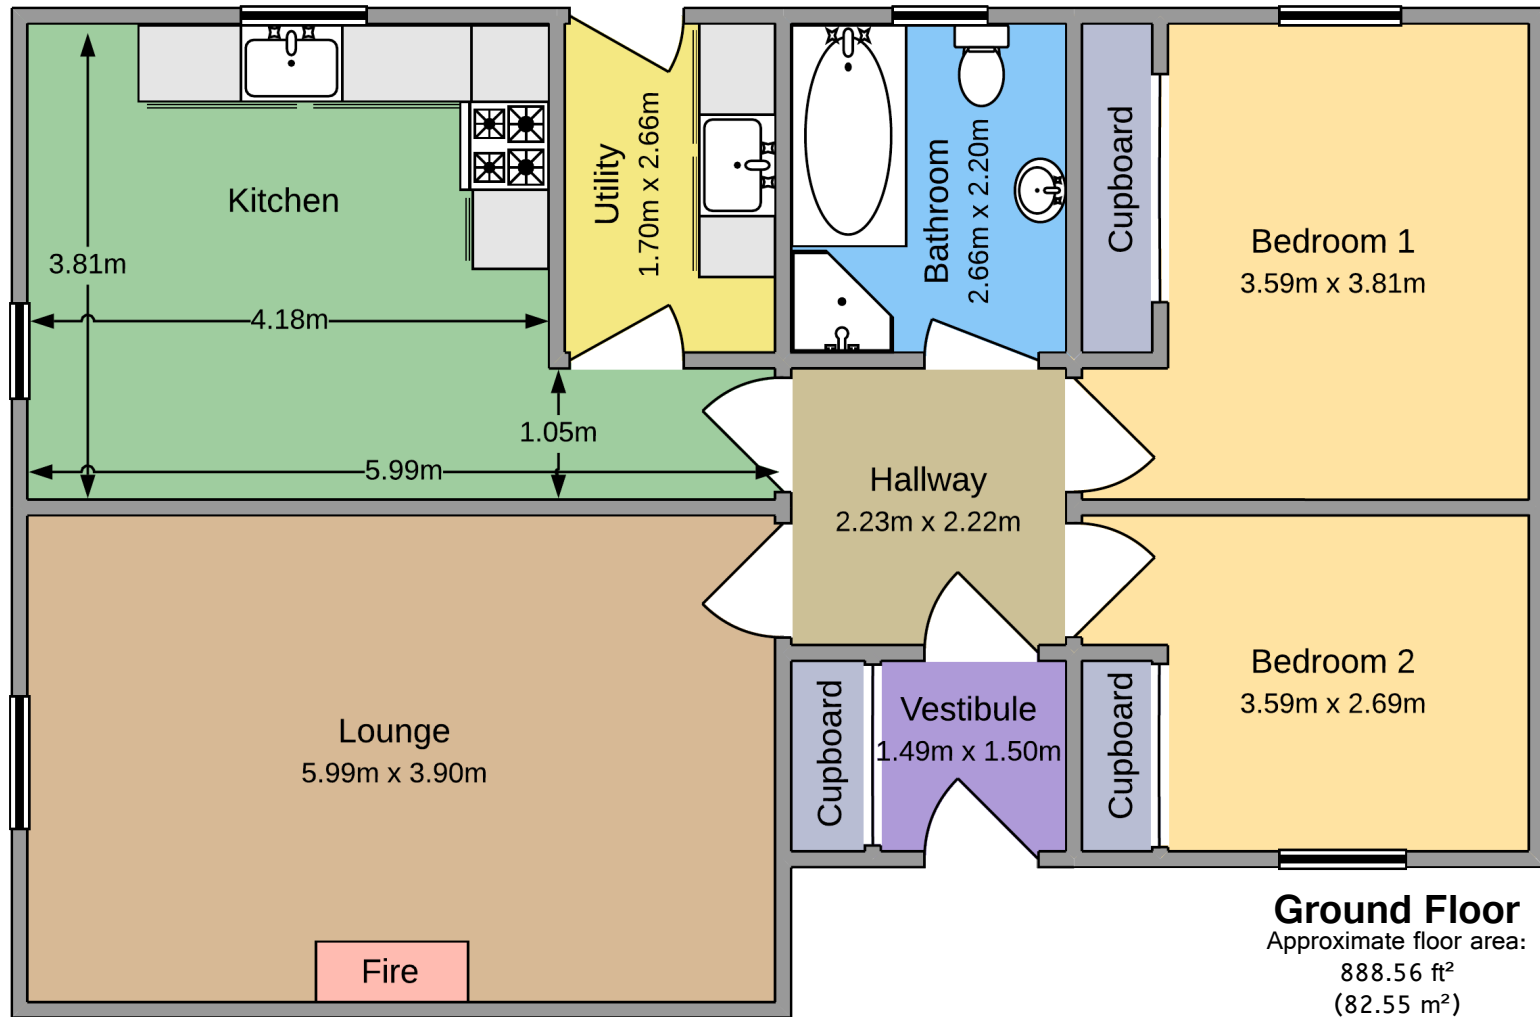 Kitchen
3.81m
4.18m
1.05m
5.99m
Utility
1.70m x 2.66m
Bathroom
2.66m x 2.20m
Cupboard
Bedroom 1
3.59m x 3.81m
Hallway
2.23m x 2.22m
Lounge
5.99m x 3.90m
Fire
Cupboard
Vestibule
1.49m x 1.50m
Cupboard
Bedroom 2
3.59m x 2.69m
Ground Floor
Approximate floor area:
888.56 ft²
(82.55 m²)